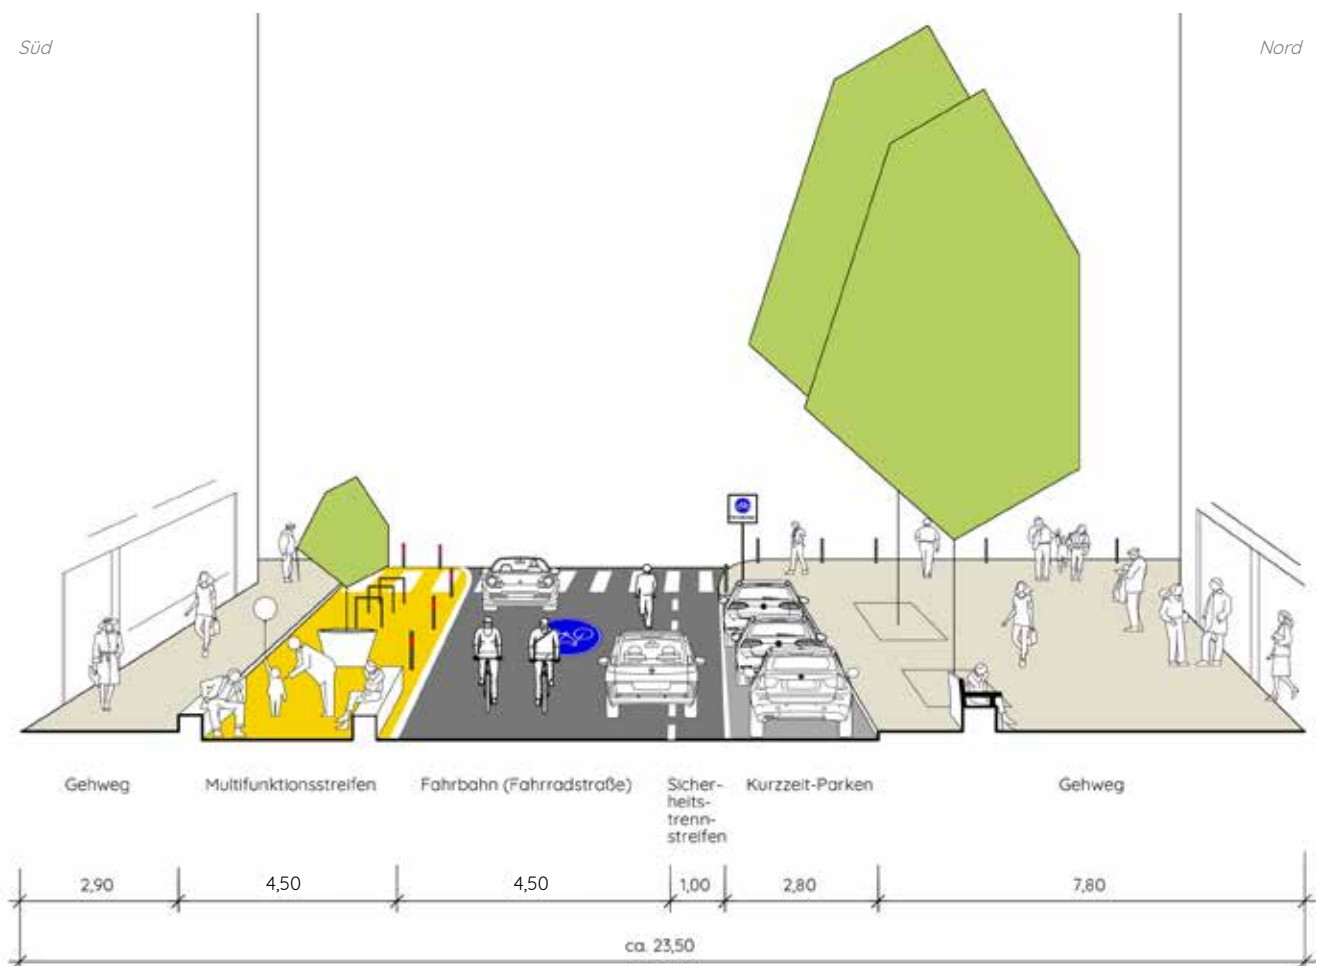 Süd
Nord
Gehweg
Multifunktionsstreifen
Fahrbahn (Fahrradstraße)
Sicher-
heits-
trenn-
streifen
Kurzzeit-Parken
Gehweg
2,90
4,50
4,50
1,00
2,80
7,80
ca. 23,50